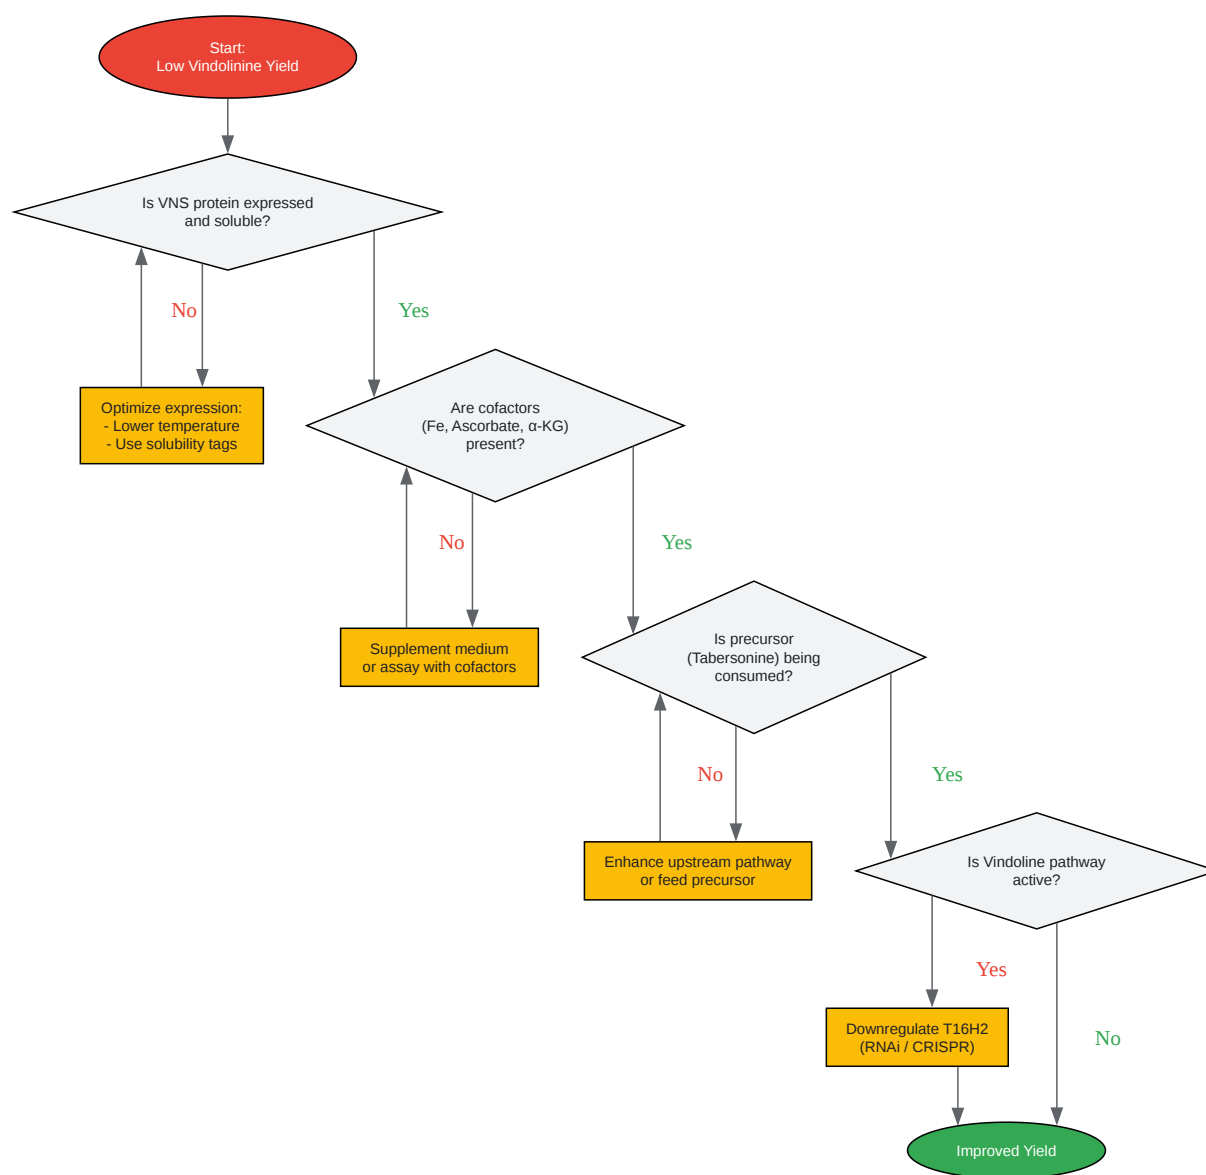 Start:
Low Vindolinine Yield
Is VNS protein expressed
and soluble?
No
Yes
Optimize expression:
- Lower temperature
- Use solubility tags
Are cofactors
(Fe, Ascorbate, α-KG)
present?
No
Yes
Supplement medium
or assay with cofactors
Is precursor
(Tabersonine) being
consumed?
No
Yes
Enhance upstream pathway
or feed precursor
Is Vindoline pathway
active?
Yes
No
Downregulate T16H2
(RNAi / CRISPR)
Improved Yield